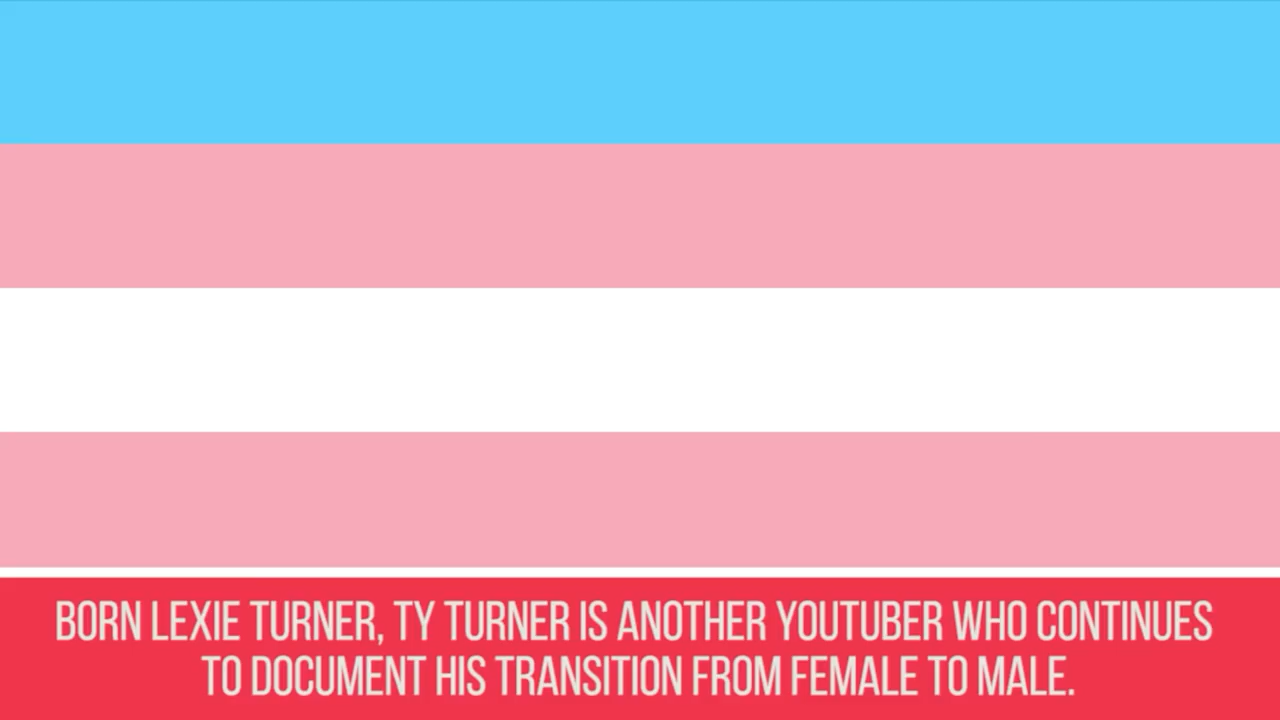 BORN LEXIE TURNER, TY TURNER IS ANOTHER YOUTUBER WHO CONTINUES
TO DOCUMENT HIS TRANSITION FROM FEMALE TO MALE.